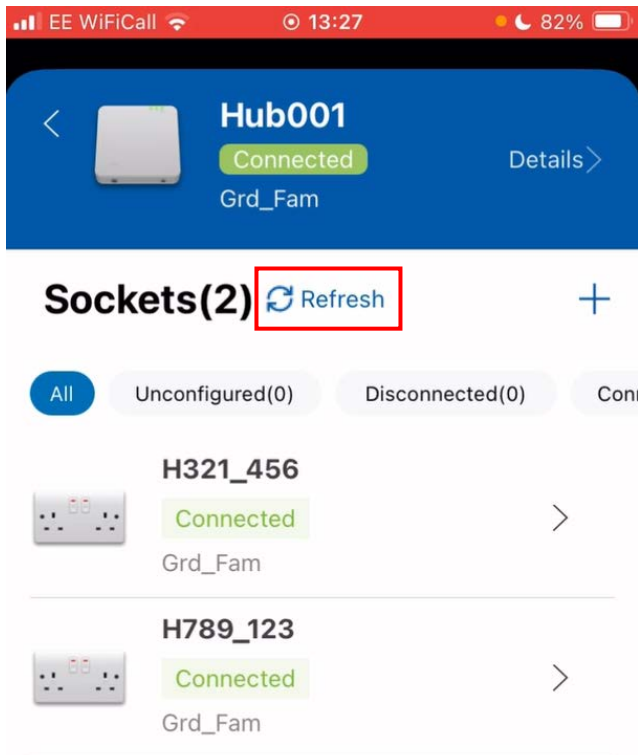 EE WiFiCall 13:27 82%
Hub001
Connected
Details
Grd_Fam
Sockets(2) Refresh
All Unconfigured(0) Disconnected(0)
H321_456
Connected
Grd_Fam
H789_123
Connected
Grd_Fam